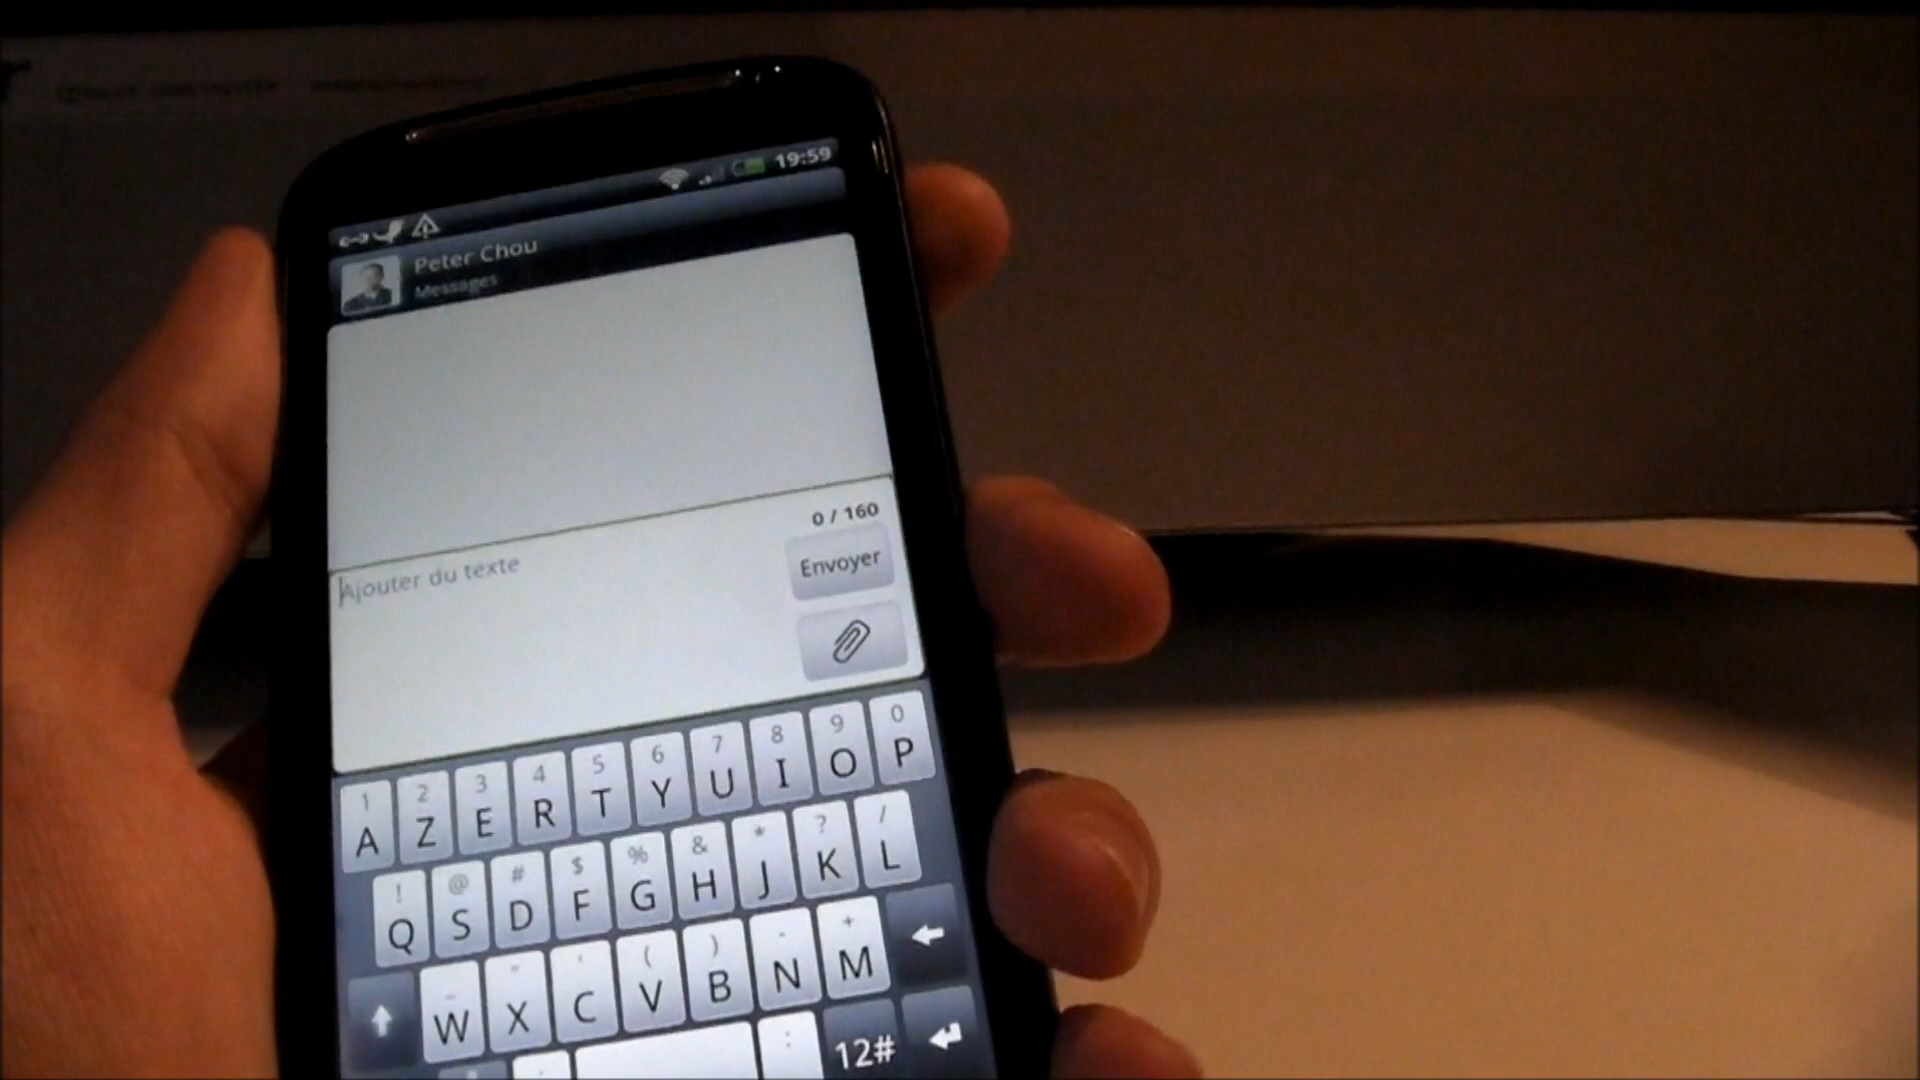 19:59
Peter Chou
Messages
0 / 160
Ajouter du texte
Envoyer
1 2 3 4 5 6 7 8 9 0
A Z E R T Y U I O P
! @ # $ % & * ? /
Q S D F G H J K L
_ " ' ( ) - +
W X C V B N M
: 12#